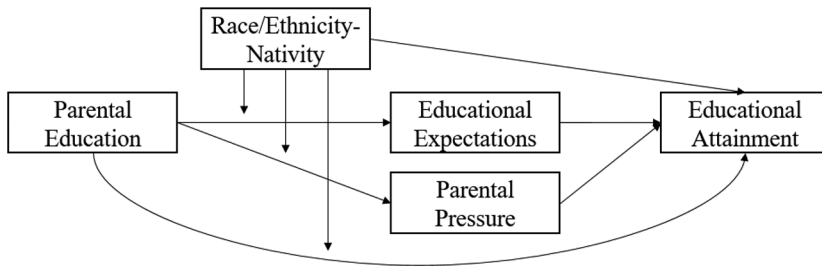 Race/Ethnicity-
Nativity
Parental
Education
Educational
Expectations
Educational
Attainment
Parental
Pressure